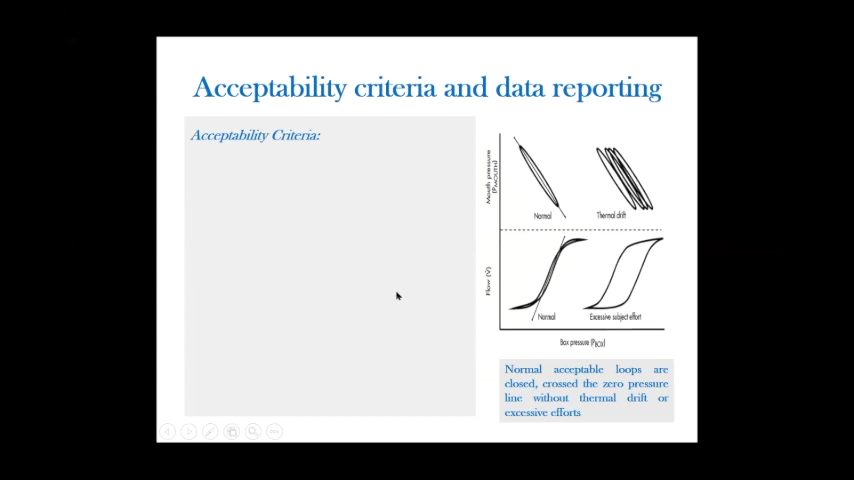 Acceptability criteria and data reporting
Acceptability Criteria:
Mouth pressure
(PMOUTH)
Normal
Thermal drift
Flow (V̇)
Normal
Excessive subject effort
Box pressure (PBOX)
Normal acceptable loops are
closed, crossed the zero pressure
line without thermal drift or
excessive efforts